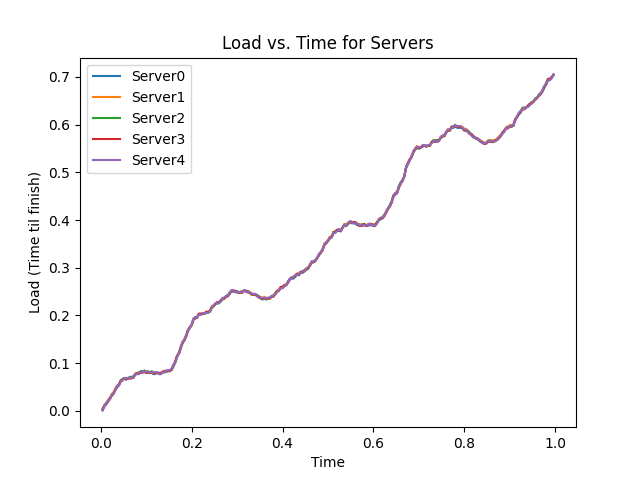 Load vs. Time for Servers
Server0
Server1
Server2
Server3
Server4
Load (Time til finish)
0.7
0.6
0.5
0.4
0.3
0.2
0.1
0.0
0.0 0.2 0.4 0.6 0.8 1.0
Time